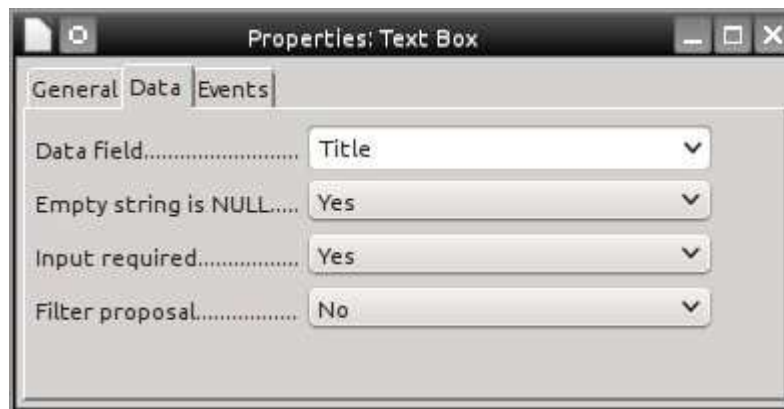 Properties: Text Box
General Data Events
Data field........................... Title
Empty string is NULL..... Yes
Input required................. Yes
Filter proposal................. No